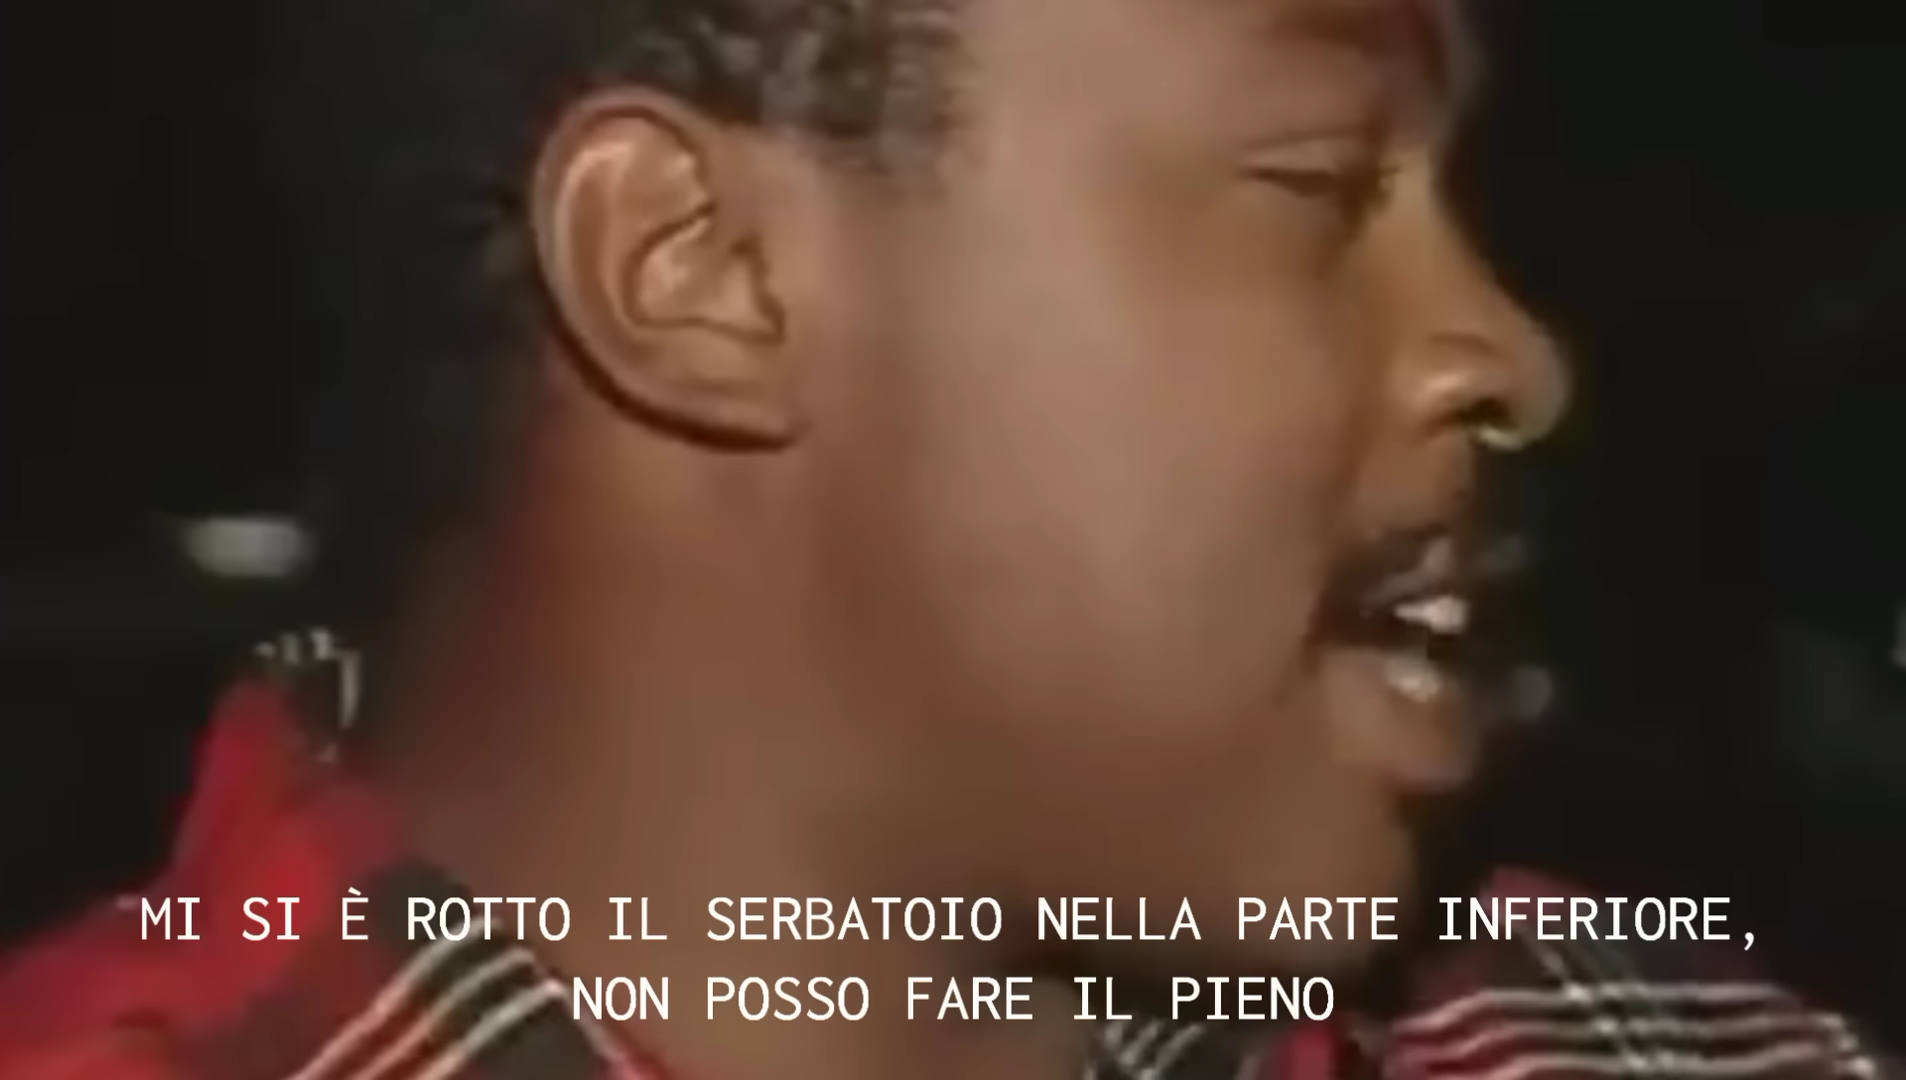 MI SI È ROTTO IL SERBATOIO NELLA PARTE INFERIORE,
NON POSSO FARE IL PIENO